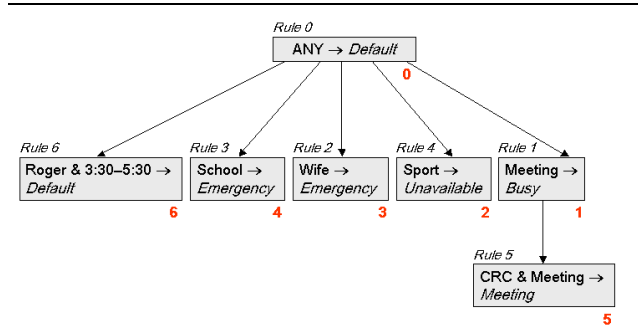 Rule 0
ANY → Default
0
Rule 6
Roger & 3:30–5:30 →
Default
6
Rule 3
School →
Emergency
4
Rule 2
Wife →
Emergency
3
Rule 4
Sport →
Unavailable
2
Rule 1
Meeting →
Busy
1
Rule 5
CRC & Meeting →
Meeting
5